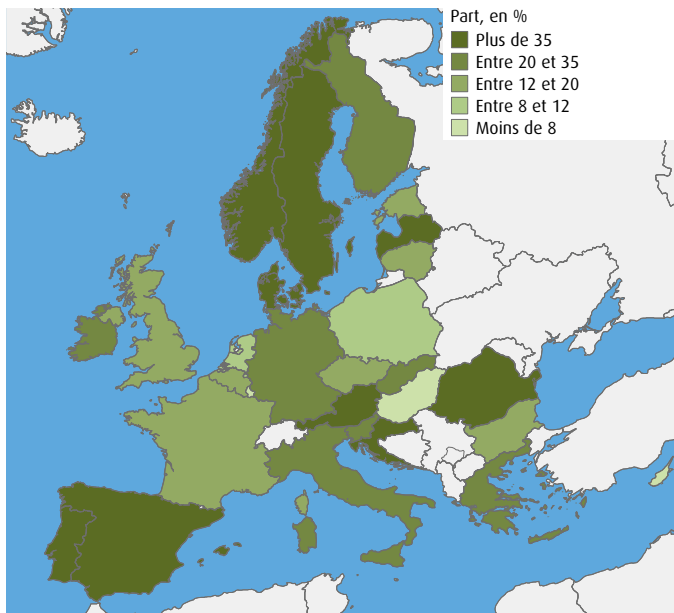 Part, en %
Plus de 35
Entre 20 et 35
Entre 12 et 20
Entre 8 et 12
Moins de 8